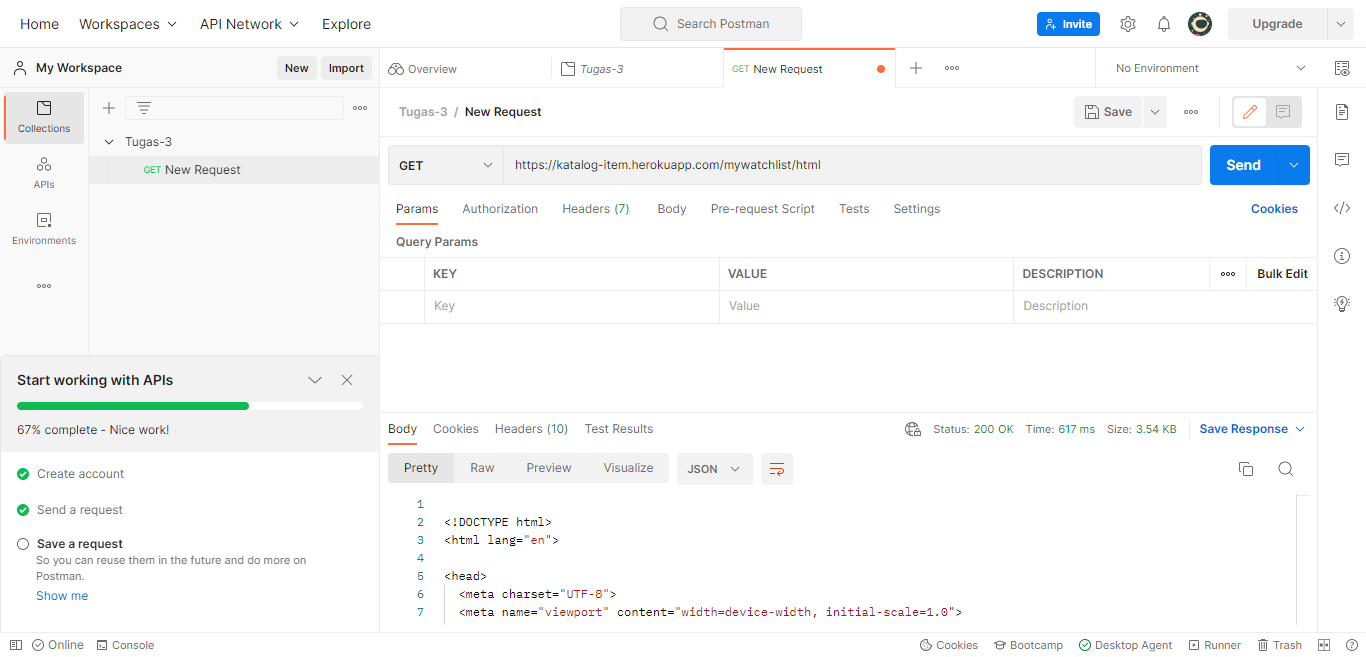 Home Workspaces API Network Explore Search Postman Invite Upgrade
My Workspace New Import Overview Tugas-3 GET New Request No Environment
Collections
APIs
Environments
Tugas-3
GET New Request
Tugas-3 / New Request Save
GET https://katalog-item.herokuapp.com/mywatchlist/html Send
Params Authorization Headers (7) Body Pre-request Script Tests Settings Cookies
Query Params
KEY VALUE DESCRIPTION Bulk Edit
Key Value Description
Start working with APIs
67% complete - Nice work!
Create account
Send a request
Save a request
So you can reuse them in the future and do more on
Postman.
Show me
Body Cookies Headers (10) Test Results Status: 200 OK Time: 617 ms Size: 3.54 KB Save Response
Pretty Raw Preview Visualize JSON
1
2 <!DOCTYPE html>
3 <html lang="en">
4
5 <head>
6 <meta charset="UTF-8">
7 <meta name="viewport" content="width=device-width, initial-scale=1.0">
Online Console Cookies Bootcamp Desktop Agent Runner Trash